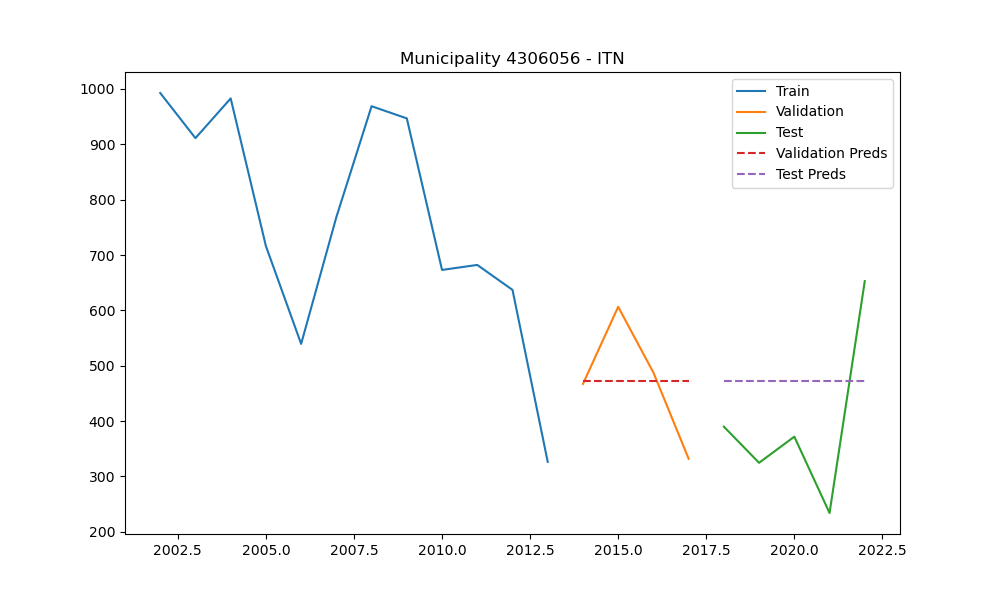 Municipality 4306056 - ITN
1000
900
800
700
600
500
400
300
200
2002.5 2005.0 2007.5 2010.0 2012.5 2015.0 2017.5 2020.0 2022.5
Train
Validation
Test
Validation Preds
Test Preds